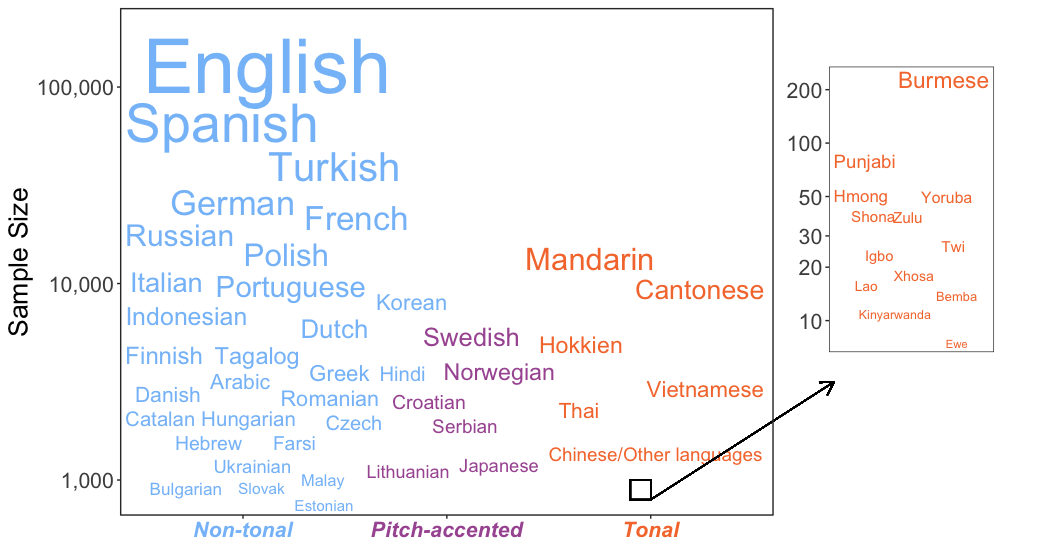 English
100,000
Spanish
Turkish
German
French
Russian
Polish
Mandarin
10,000
Italian
Portuguese
Cantonese
Korean
Indonesian
Dutch
Swedish
Hokkien
Finnish
Tagalog
Greek
Hindi
Norwegian
Arabic
Danish
Romanian
Croatian
Vietnamese
Thai
Catalan
Hungarian
Czech
Serbian
Hebrew
Farsi
Chinese/Other languages
Ukrainian
Lithuanian
Japanese
1,000
Bulgarian
Slovak
Malay
Estonian
Sample Size
Non-tonal
Pitch-accented
Tonal
Burmese
200
100
Punjabi
50
Hmong
Yoruba
Shona
Zulu
30
Twi
Igbo
20
Xhosa
Lao
Bemba
10
Kinyarwanda
Ewe